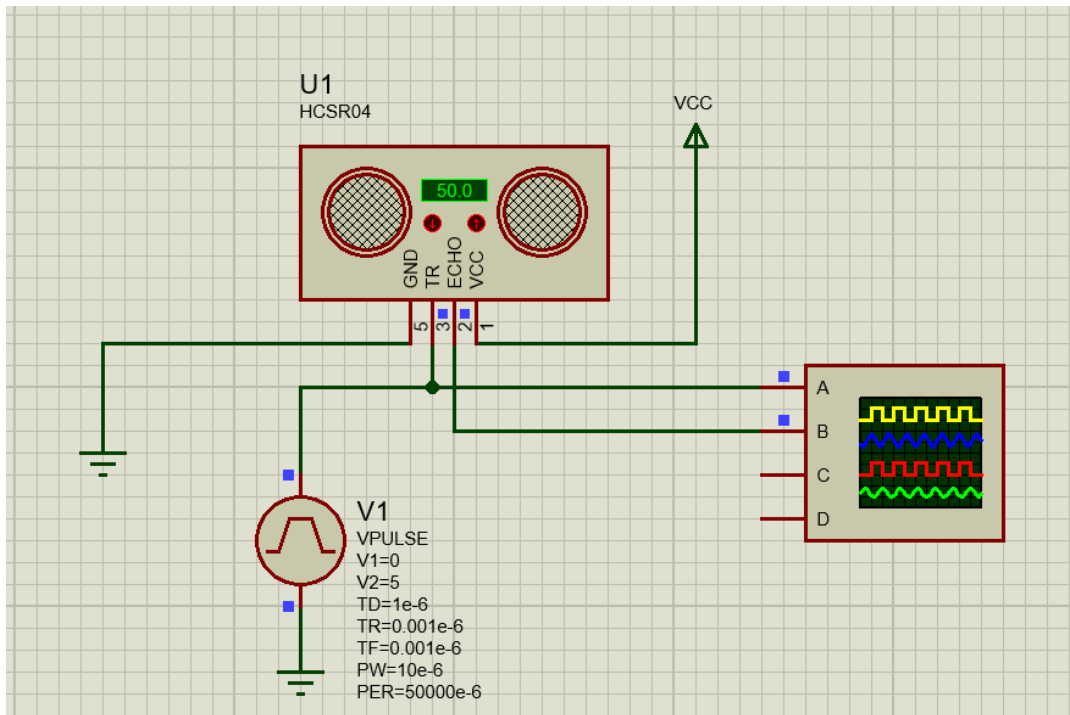 U1
HCSR04
VCC
50.0
GND
TR
ECHO
VCC
5
3
2
1
A
B
C
D
V1
VPULSE
V1=0
V2=5
TD=1e-6
TR=0.001e-6
TF=0.001e-6
PW=10e-6
PER=50000e-6